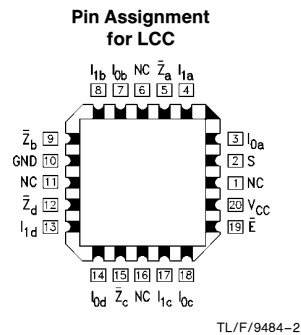 Pin Assignment
for LCC
I1b I0b NC Z̄a I1a
8 7 6 5 4
Z̄b 9
GND 10
NC 11
Z̄d 12
I1d 13
3 I0a
2 S
1 NC
20 VCC
19 Ē
14 15 16 17 18
I0d Z̄c NC I1c I0c
TL/F/9484–2